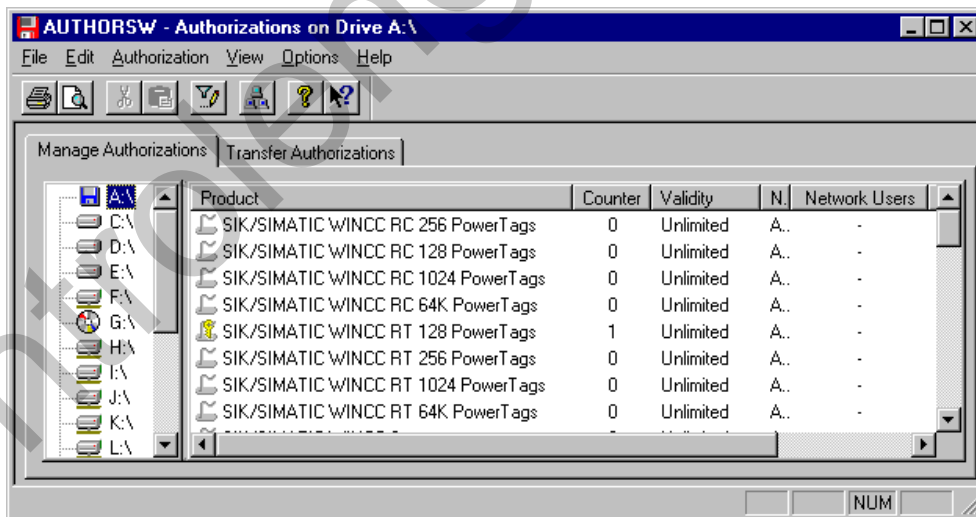 AUTHORSW - Authorizations on Drive A:\
File Edit Authorization View Options Help
Manage Authorizations Transfer Authorizations
A:\
C:\
D:\
E:\
F:\
G:\
H:\
I:\
J:\
K:\
L:\
Product Counter Validity N. Network Users
SIK/SIMATIC WINCC RC 256 PowerTags 0 Unlimited A.. -
SIK/SIMATIC WINCC RC 128 PowerTags 0 Unlimited A.. -
SIK/SIMATIC WINCC RC 1024 PowerTags 0 Unlimited A.. -
SIK/SIMATIC WINCC RC 64K PowerTags 0 Unlimited A.. -
SIK/SIMATIC WINCC RT 128 PowerTags 1 Unlimited A.. -
SIK/SIMATIC WINCC RT 256 PowerTags 0 Unlimited A.. -
SIK/SIMATIC WINCC RT 1024 PowerTags 0 Unlimited A.. -
SIK/SIMATIC WINCC RT 64K PowerTags 0 Unlimited A.. -
NUM
ntroleng